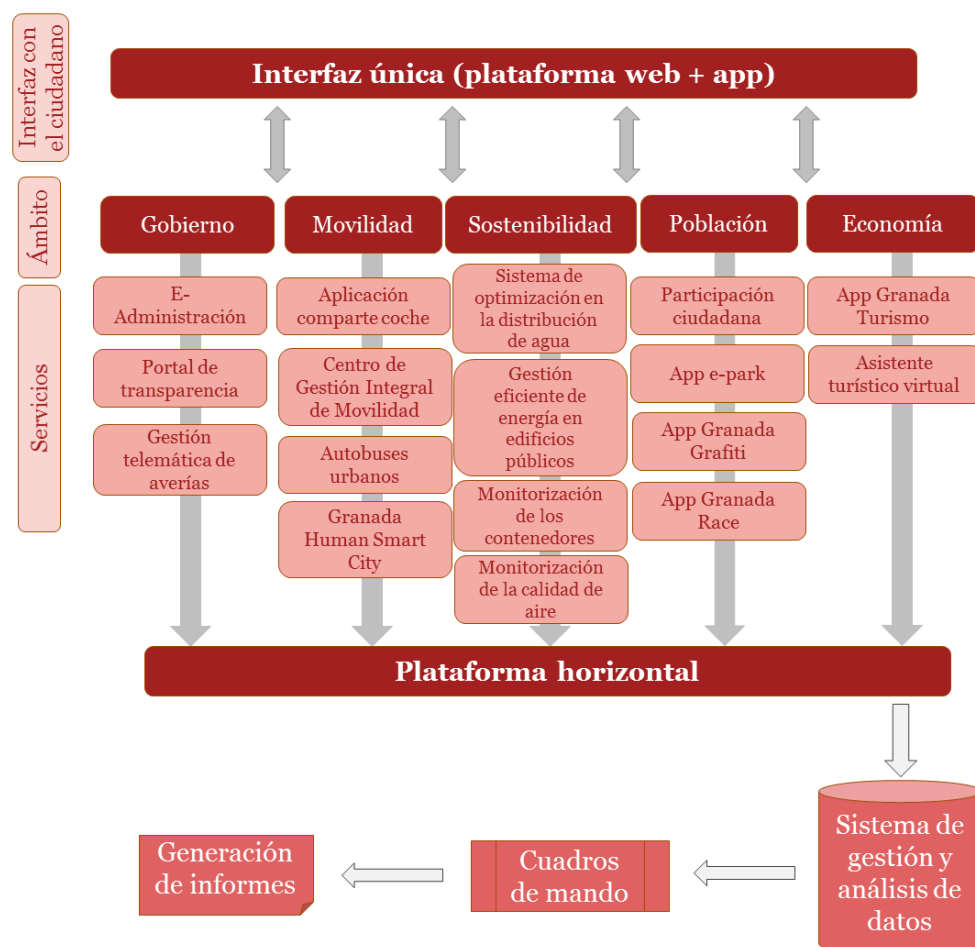 Interfaz con
el ciudadano
Interfaz única (plataforma web + app)
Ámbito
Gobierno
Movilidad
Sostenibilidad
Población
Economía
Servicios
E-
Administración
Portal de
transparencia
Gestión
telemática de
averías
Aplicación
comparte coche
Centro de
Gestión Integral
de Movilidad
Autobuses
urbanos
Granada
Human Smart
City
Sistema de
optimización en
la distribución
de agua
Gestión
eficiente de
energía en
edificios
públicos
Monitorización
de los
contenedores
Monitorización
de la calidad de
aire
Participación
ciudadana
App e-park
App Granada
Grafiti
App Granada
Race
App Granada
Turismo
Asistente
turístico virtual
Plataforma horizontal
Sistema de
gestión y
análisis de
datos
Cuadros
de mando
Generación
de informes